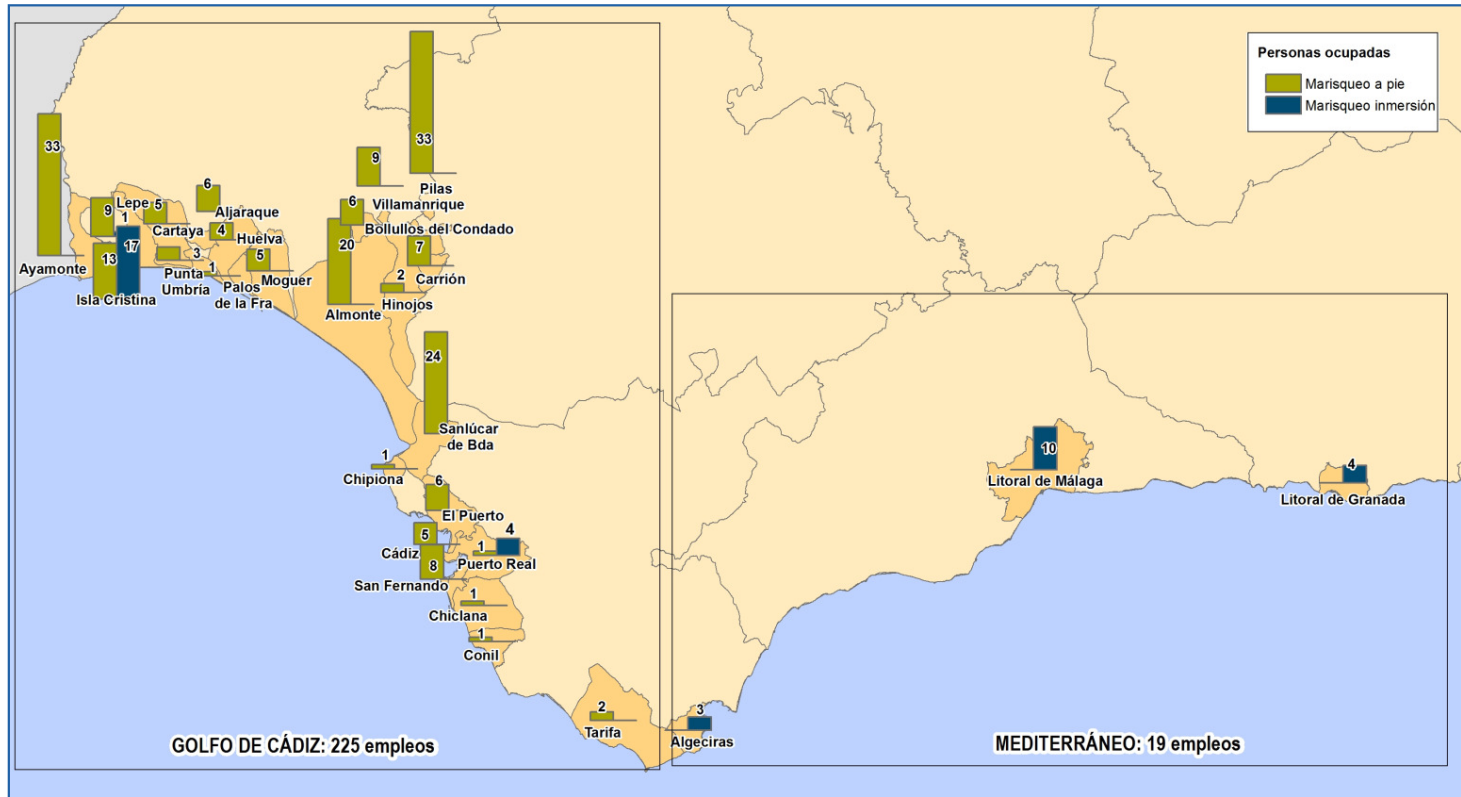 Personas ocupadas
Marisqueo a pie
Marisqueo inmersión
33
Ayamonte
9
Lepe
1
5
Cartaya
6
Aljaraque
4
Huelva
13
17
Isla Cristina
3
Punta
Umbría
1
Palos
de la Fra
5
Moguer
9
Villamanrique
33
Pilas
6
Bollullos del Condado
20
Almonte
7
Carrión
2
Hinojos
24
Sanlúcar
de Bda
1
Chipiona
6
El Puerto
5
Cádiz
1
4
Puerto Real
8
San Fernando
1
Chiclana
1
Conil
2
Tarifa
3
Algeciras
10
Litoral de Málaga
4
Litoral de Granada
GOLFO DE CÁDIZ: 225 empleos
MEDITERRÁNEO: 19 empleos